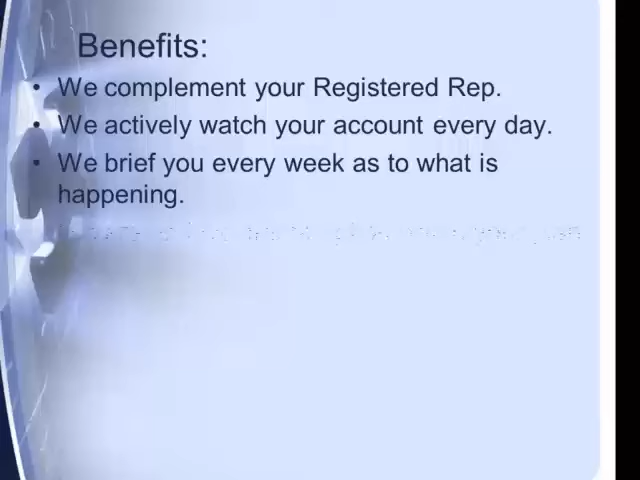 Benefits:
• We complement your Registered Rep.
• We actively watch your account every day.
• We brief you every week as to what is
happening.